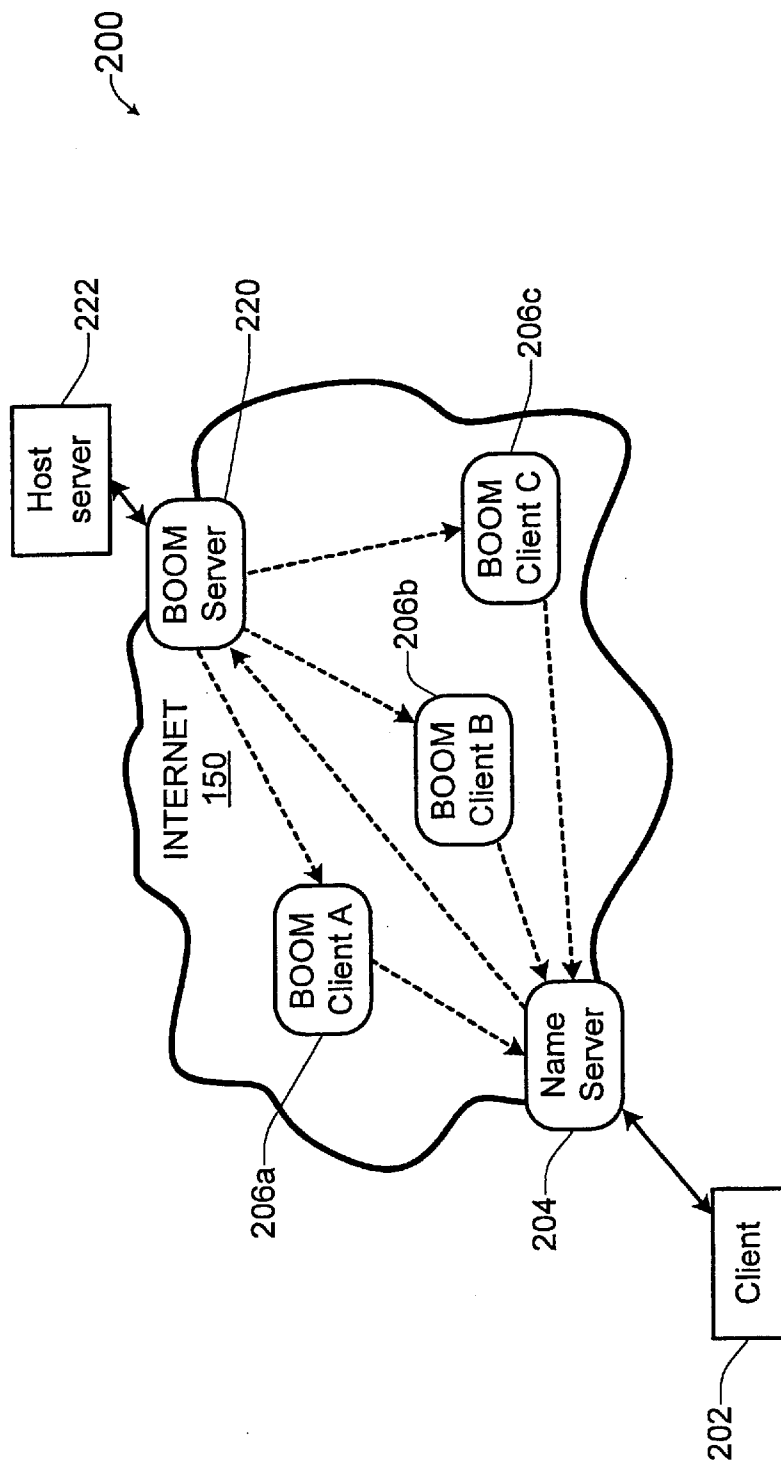 200
222
Host
server
220
BOOM
Server
INTERNET
150
206c
BOOM
Client C
206b
BOOM
Client B
BOOM
Client A
206a
Name
Server
204
Client
202